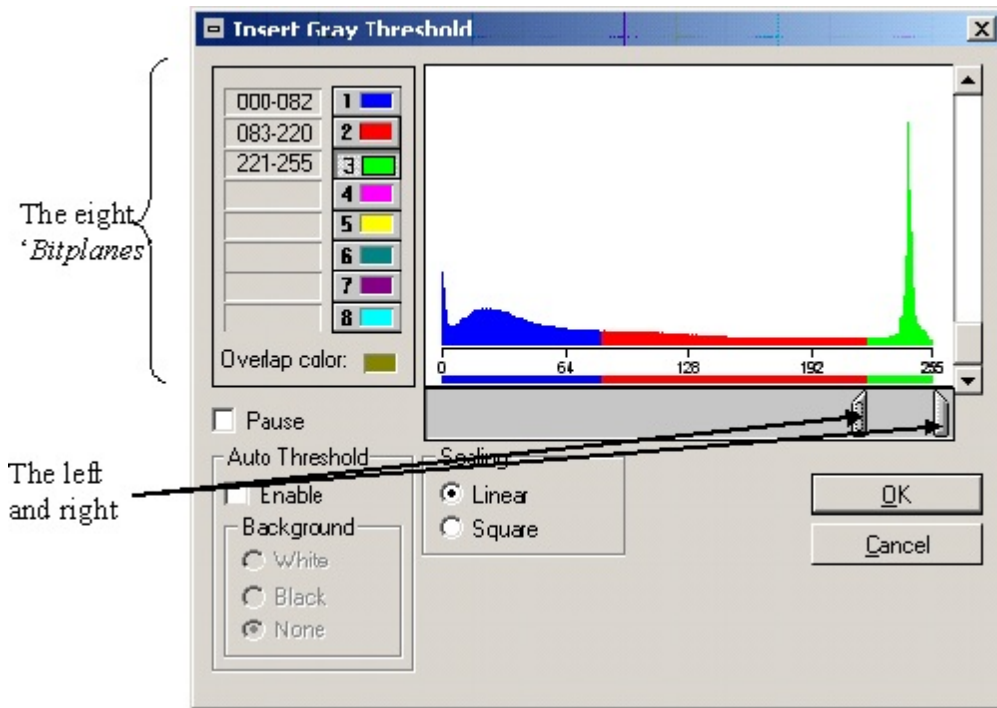 Insert Gray Threshold
000-082 1
083-220 2
221-255 3
4
5
6
7
8
Overlap color:
The eight
‘Bitplanes
0 64 128 192 255
Pause
Auto Threshold
Enable
Background
White
Black
None
Scaling
Linear
Square
OK
Cancel
The left
and right